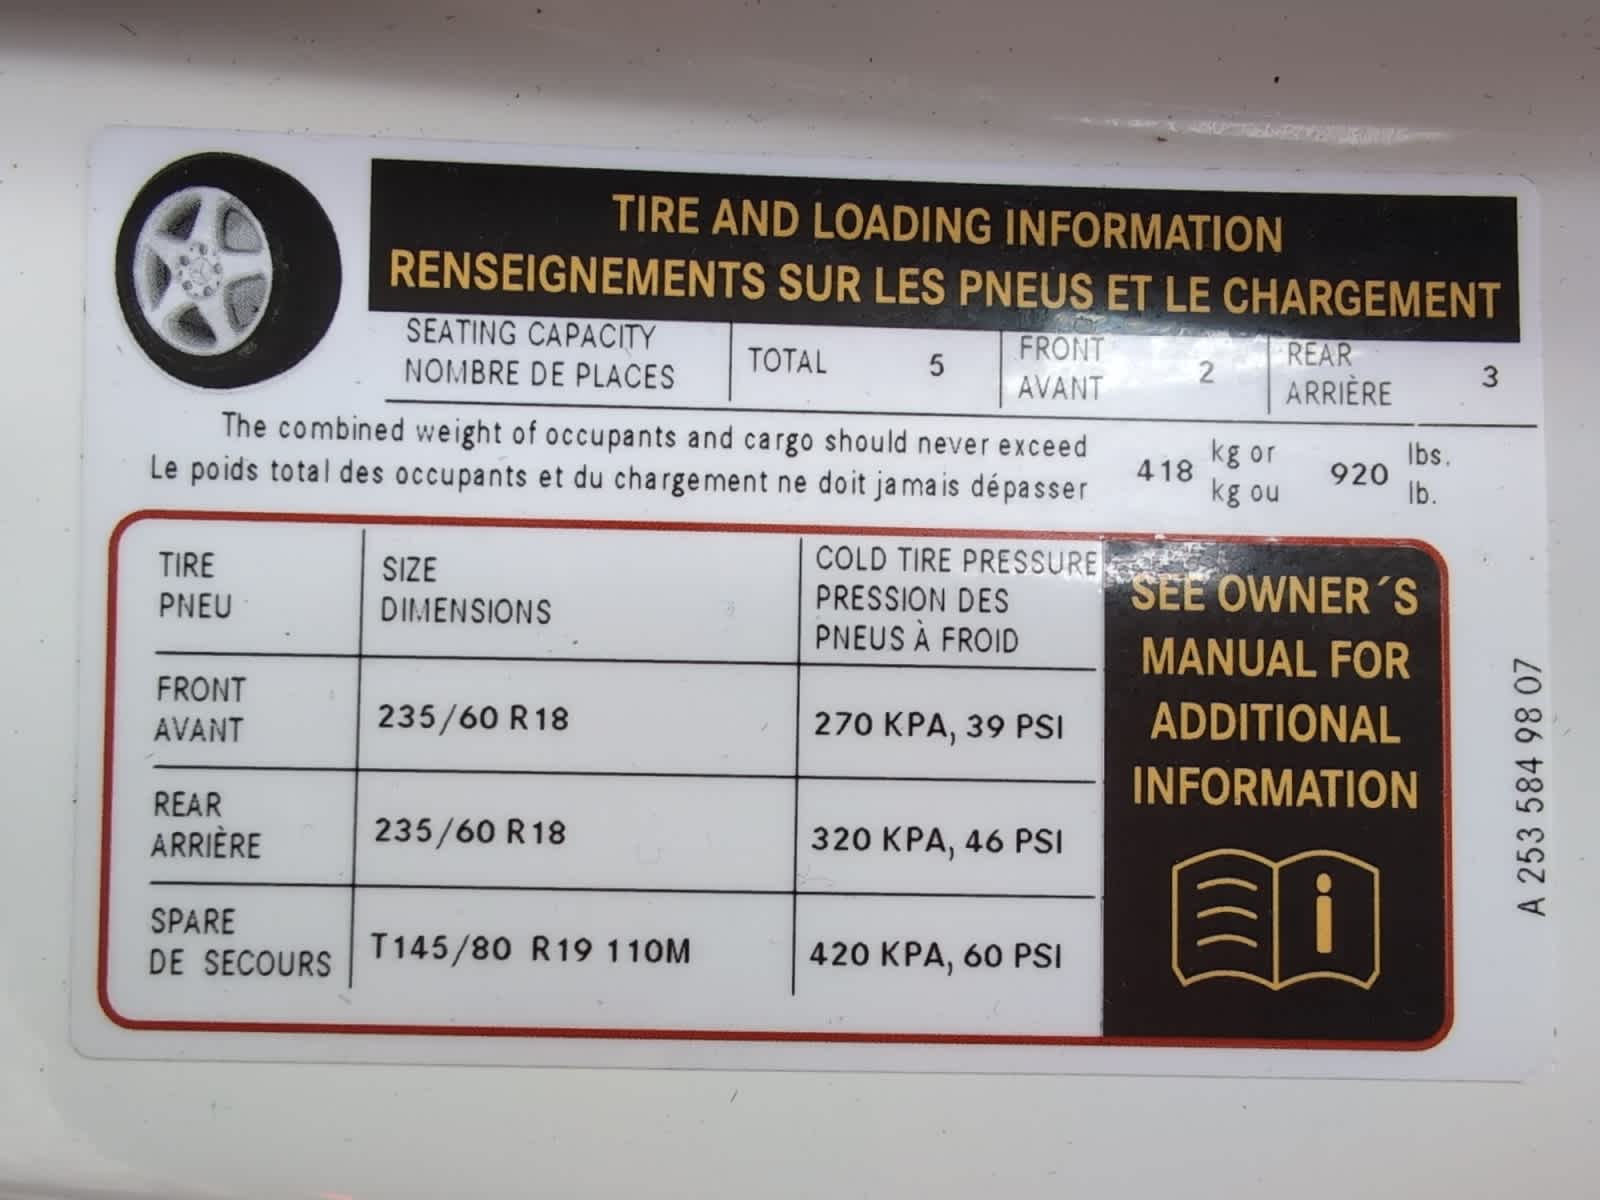 TIRE AND LOADING INFORMATION
RENSEIGNEMENTS SUR LES PNEUS ET LE CHARGEMENT
SEATING CAPACITY
NOMBRE DE PLACES
TOTAL 5
FRONT
AVANT
2
REAR
ARRIÈRE
3
The combined weight of occupants and cargo should never exceed
Le poids total des occupants et du chargement ne doit jamais dépasser
418
kg or
kg ou
920
lbs.
lb.
TIRE
PNEU
SIZE
DIMENSIONS
COLD TIRE PRESSURE
PRESSION DES
PNEUS À FROID
FRONT
AVANT
235/60 R18
270 KPA, 39 PSI
REAR
ARRIÈRE
235/60 R18
320 KPA, 46 PSI
SPARE
DE SECOURS
T145/80 R19 110M
420 KPA, 60 PSI
SEE OWNER´S
MANUAL FOR
ADDITIONAL
INFORMATION
A 253 584 98 07